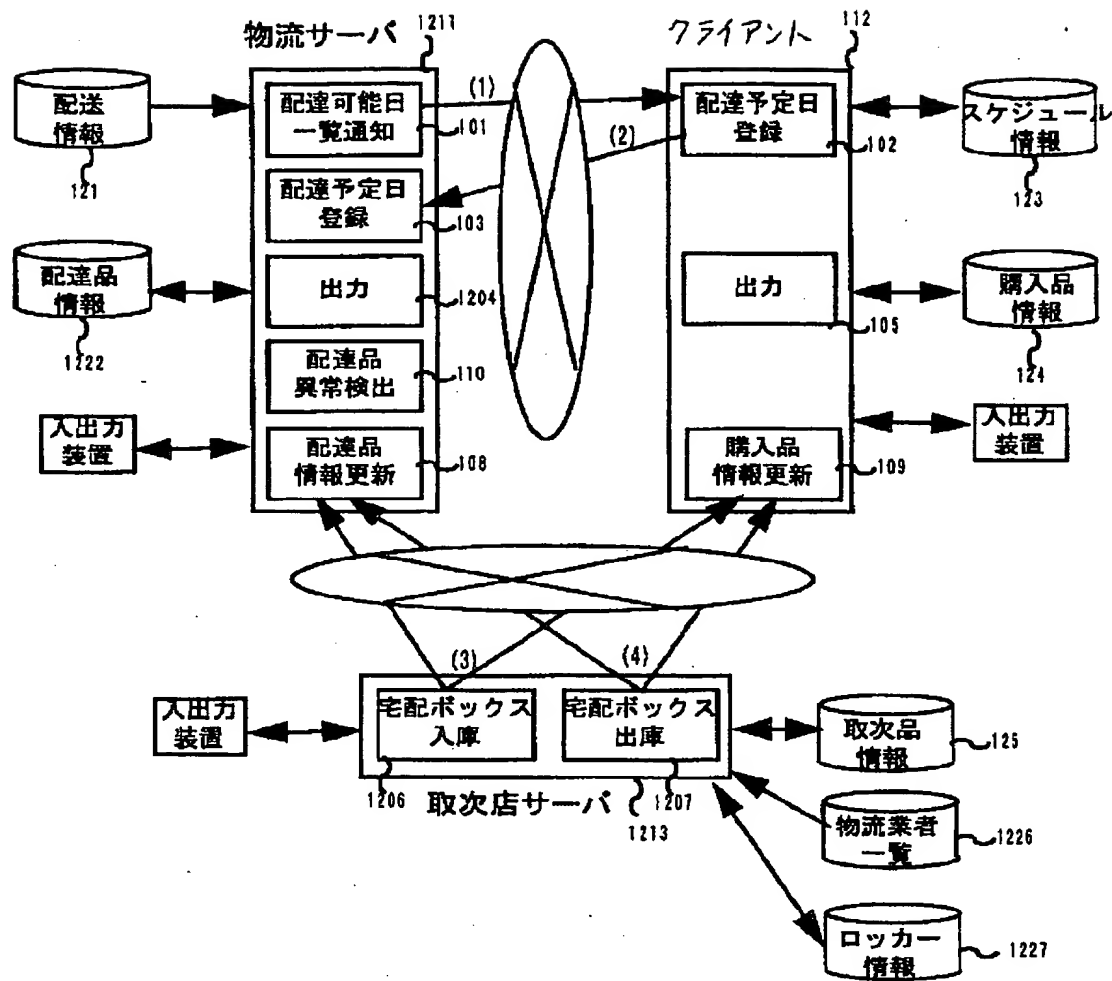 物流サーバ
1211
クライアント
112
配送
情報
121
配達可能日
一覧通知
101
(1)
(2)
配達予定日
登録
102
スケジュール
情報
123
配達予定日
登録
103
配達品
情報
1222
出力
1204
出力
105
購入品
情報
124
配達品
異常検出
110
入出力
装置
配達品
情報更新
108
購入品
情報更新
109
入出力
装置
(3)
(4)
入出力
装置
宅配ボックス
入庫
1206
宅配ボックス
出庫
1207
取次店サーバ
1213
取次品
情報
125
物流業者
一覧
1226
ロッカー
情報
1227